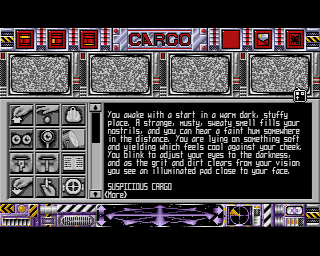 CARGO
You awake with a start in a warm dark, stuffy
place. A strange, musty, sweaty smell fills your
nostrils, and you can hear a faint hum somewhere
in the distance. You are lying on something soft
and yielding which feels cool against your cheek.
You blink to adjust your eyes to the darkness,
and as the grit and dirt clears from your vision
you see an illuminated pad close to your face.
SUSPICIOUS CARGO
(More)